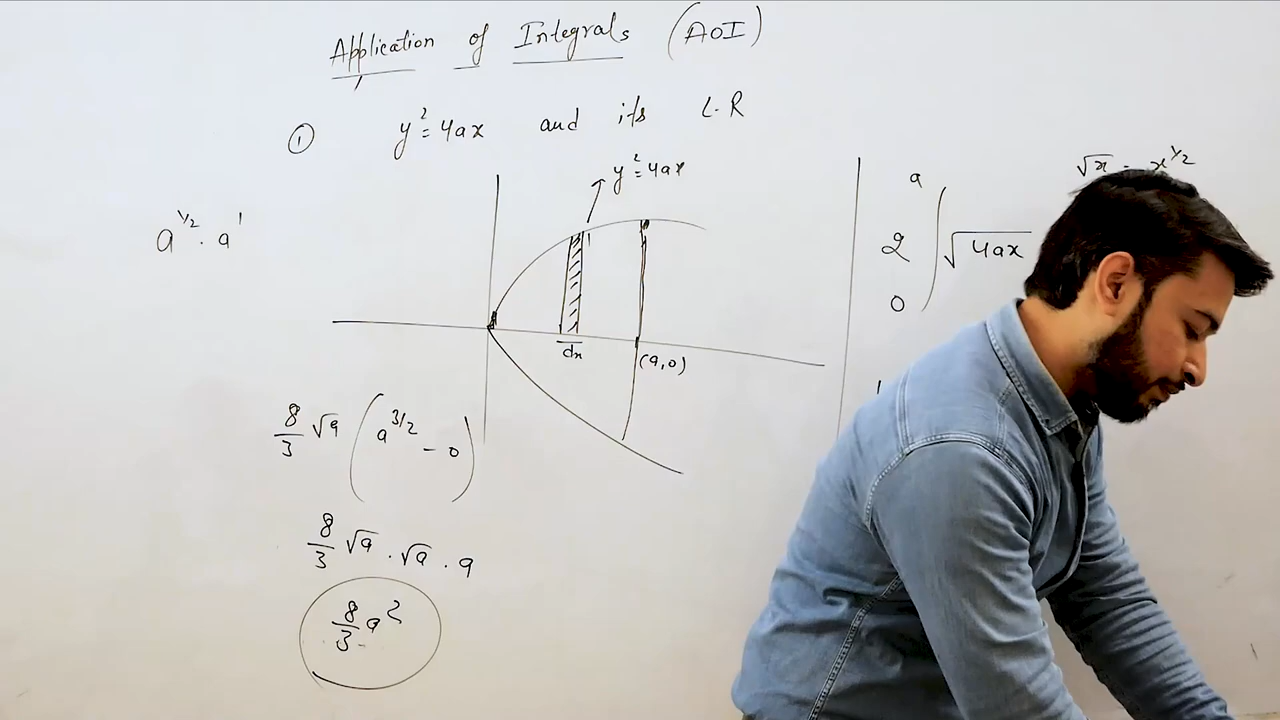 Application of Integrals (AOI)
① y² = 4ax and its L.R
y² = 4ax
a^1/2 . a^1
dx
(a,0)
8/3 √a (a^3/2 - 0)
8/3 √a . √a . a
8/3 a²
√x = x^1/2
a
2 ∫ √4ax
0